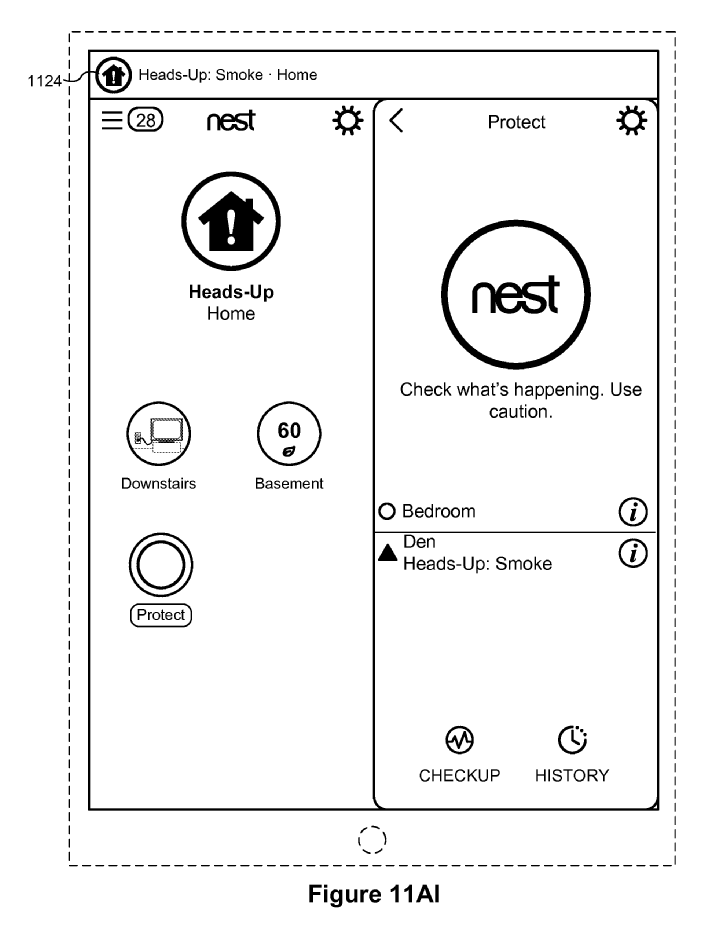 1124
Heads-Up: Smoke · Home
28
nest
Heads-Up
Home
Downstairs
60
Basement
Protect
Protect
nest
Check what's happening. Use
caution.
Bedroom
i
Den
Heads-Up: Smoke
i
CHECKUP
HISTORY
Figure 11AI